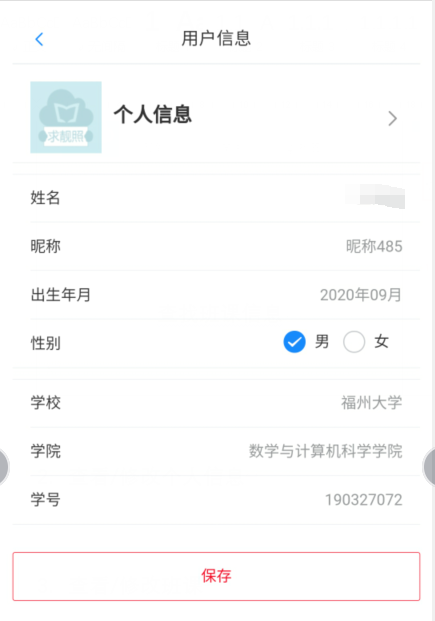 用户信息
求靓照
个人信息
姓名
昵称 昵称485
出生年月 2020年09月
性别 男 女
学校 福州大学
学院 数学与计算机科学学院
学号 190327072
保存